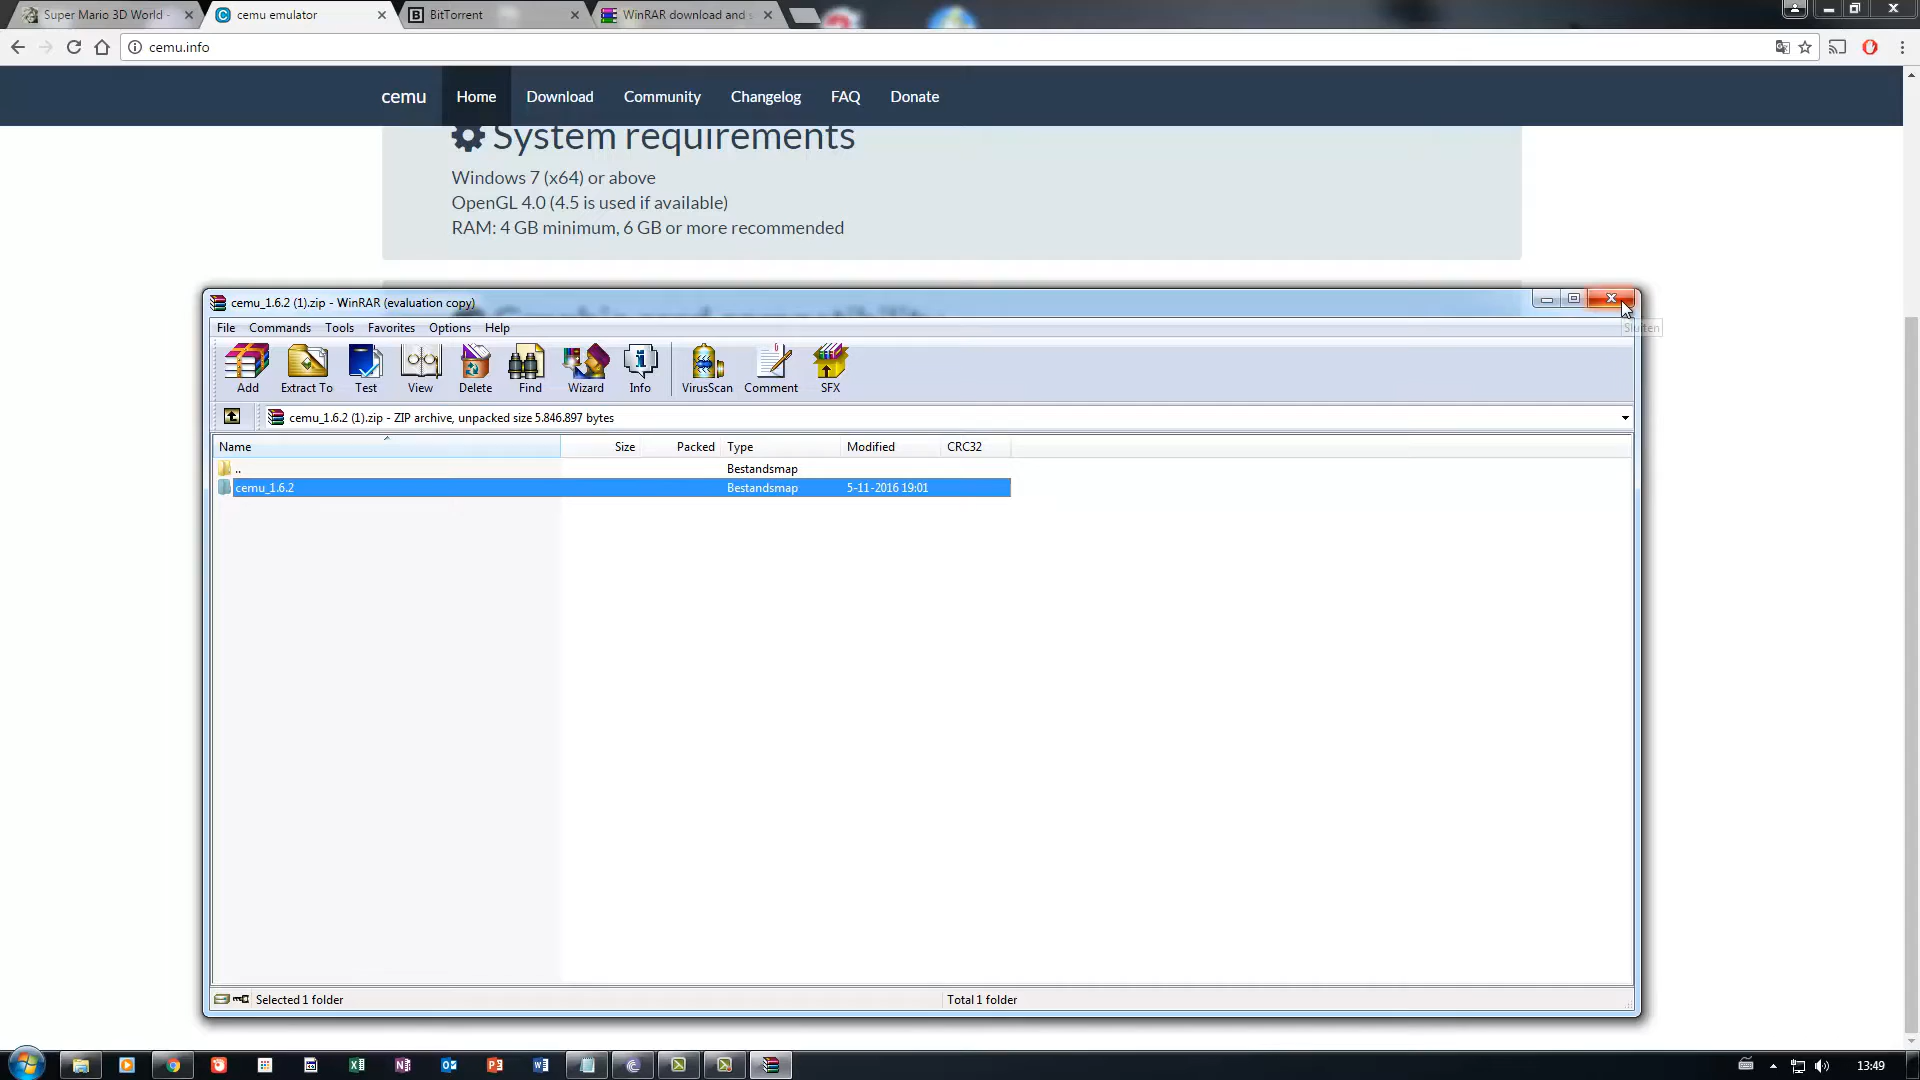 Super Mario 3D World -
cemu emulator
BitTorrent
WinRAR download and s
cemu.info
cemu
Home
Download
Community
Changelog
FAQ
Donate
System requirements
Windows 7 (x64) or above
OpenGL 4.0 (4.5 is used if available)
RAM: 4 GB minimum, 6 GB or more recommended
cemu_1.6.2 (1).zip - WinRAR (evaluation copy)
Sluiten
File Commands Tools Favorites Options Help
Add Extract To Test View Delete Find Wizard Info VirusScan Comment SFX
cemu_1.6.2 (1).zip - ZIP archive, unpacked size 5.846.897 bytes
Name Size Packed Type Modified CRC32
.. Bestandsmap
cemu_1.6.2 Bestandsmap 5-11-2016 19:01
Selected 1 folder
Total 1 folder
13:49